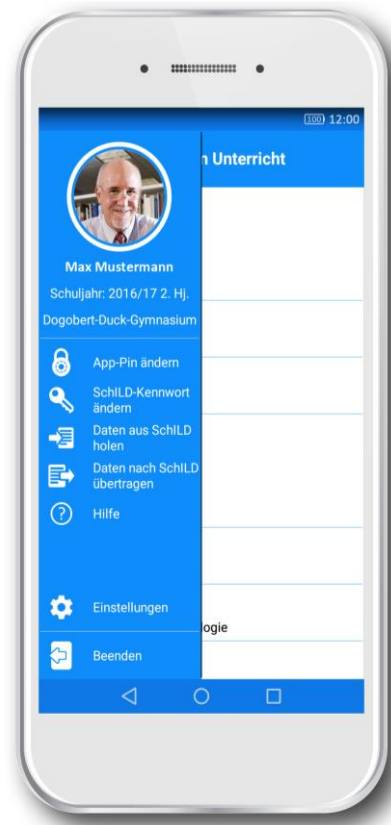 100 12:00
n Unterricht
Max Mustermann
Schuljahr: 2016/17 2. Hj.
Dogobert-Duck-Gymnasium
App-Pin ändern
SchILD-Kennwort
ändern
Daten aus SchILD
holen
Daten nach SchILD
übertragen
Hilfe
Einstellungen
logie
Beenden